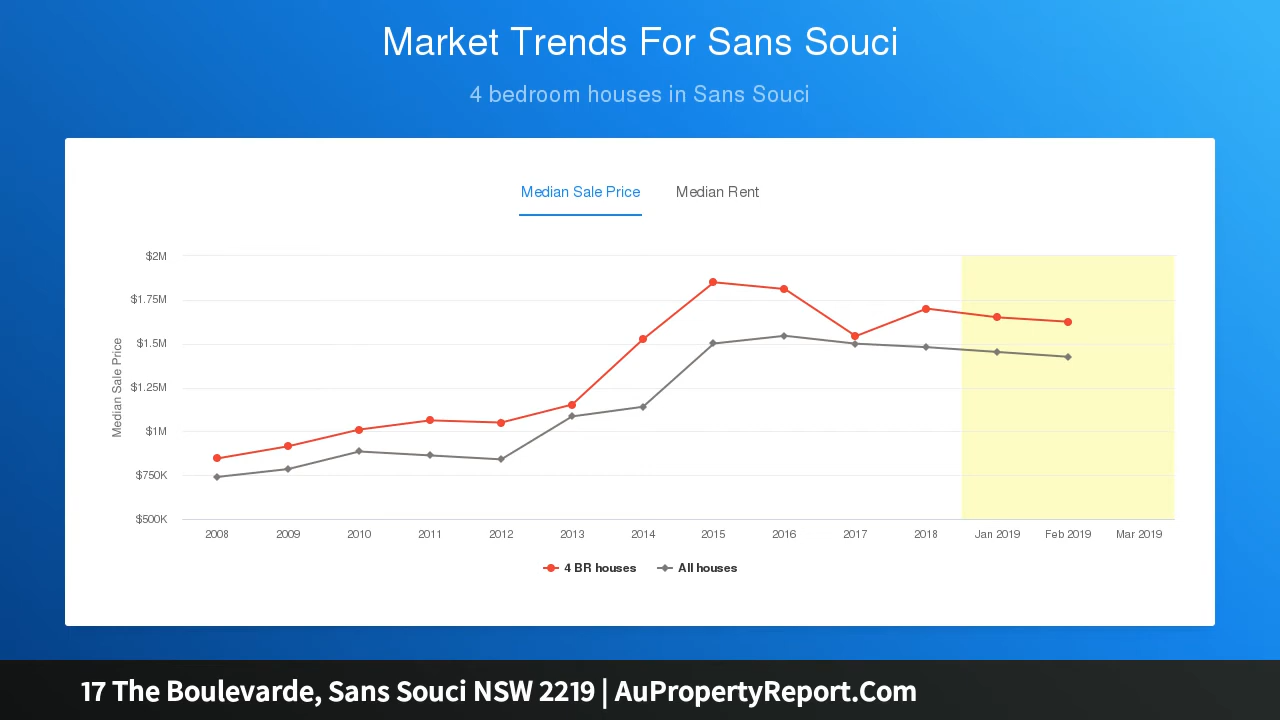 Market Trends For Sans Souci
4 bedroom houses in Sans Souci
Median Sale Price Median Rent
Median Sale Price
$2M
$1.75M
$1.5M
$1.25M
$1M
$750K
$500K
2008 2009 2010 2011 2012 2013 2014 2015 2016 2017 2018 Jan 2019 Feb 2019 Mar 2019
4 BR houses All houses
17 The Boulevarde, Sans Souci NSW 2219 | AuPropertyReport.Com